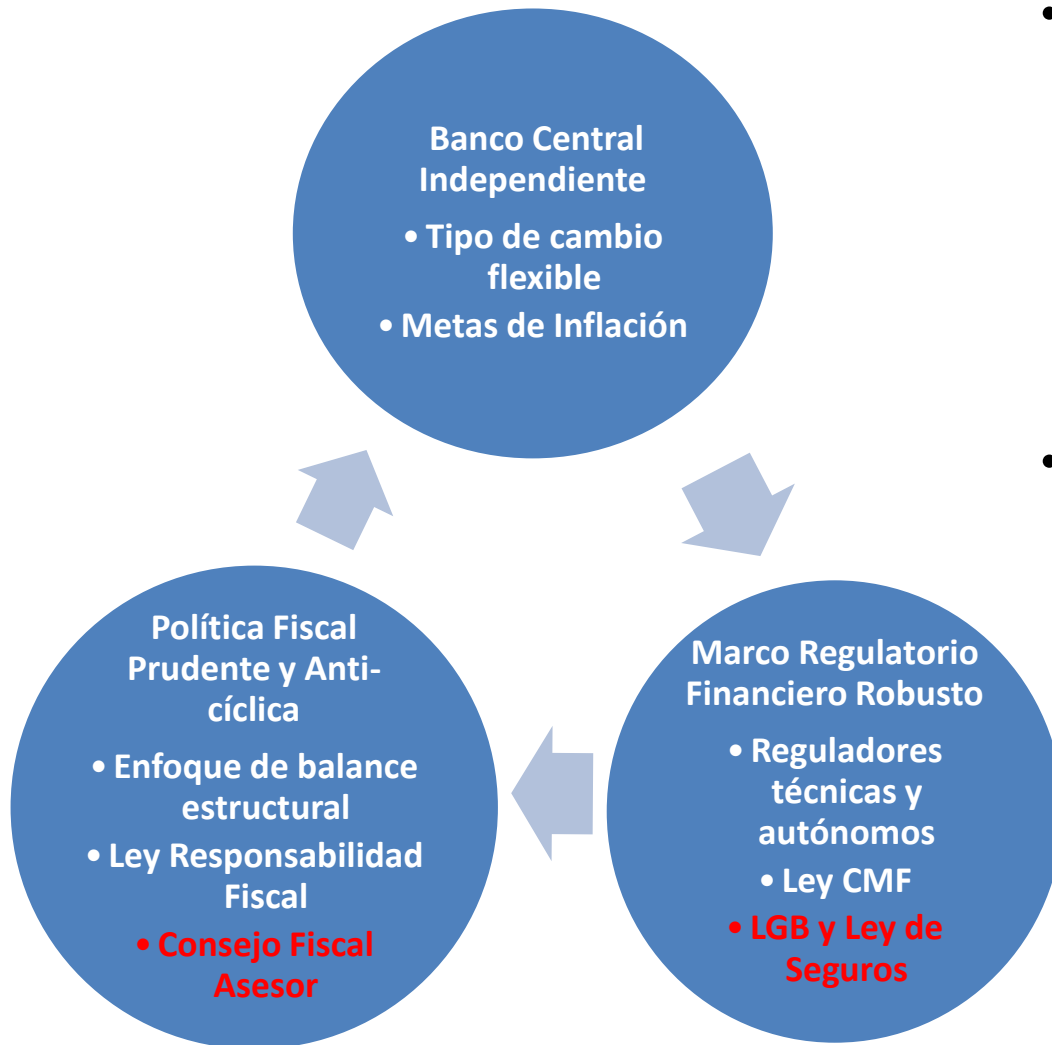 Banco Central
Independiente
• Tipo de cambio
flexible
• Metas de Inflación
Política Fiscal
Prudente y Anti-
cíclica
• Enfoque de balance
estructural
• Ley Responsabilidad
Fiscal
• Consejo Fiscal
Asesor
Marco Regulatorio
Financiero Robusto
• Reguladores
técnicas y
autónomos
• Ley CMF
• LGB y Ley de
Seguros